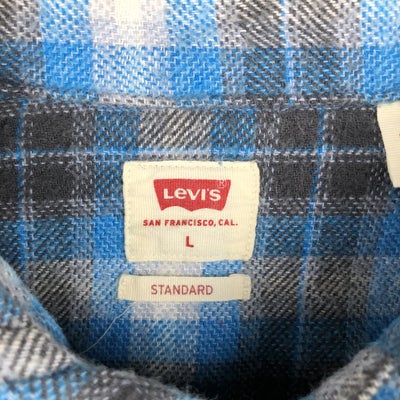 LEVI'S®
SAN FRANCISCO, CAL.
L
STANDARD